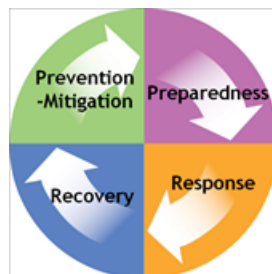 Prevention
-Mitigation
Preparedness
Recovery
Response